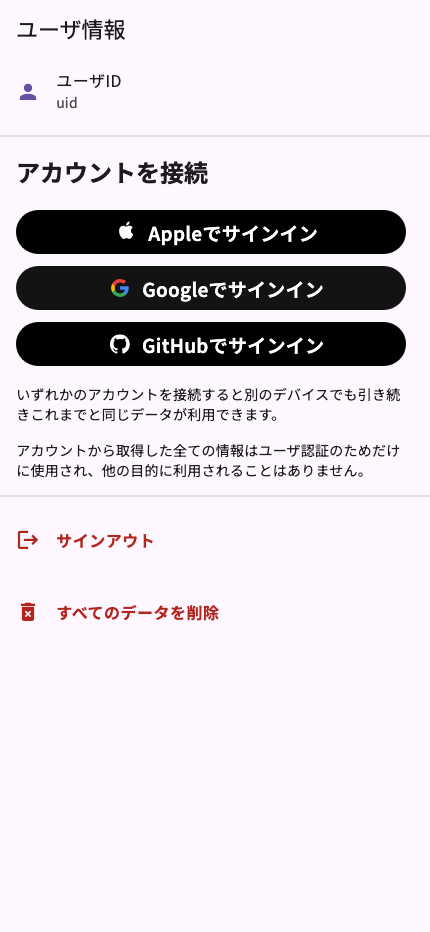 ユーザ情報
ユーザID
uid
アカウントを接続
Appleでサインイン
Googleでサインイン
GitHubでサインイン
いずれかのアカウントを接続すると別のデバイスでも引き続
きこれまでと同じデータが利用できます。
アカウントから取得した全ての情報はユーザ認証のためだけ
に使用され、他の目的に利用されることはありません。
サインアウト
すべてのデータを削除